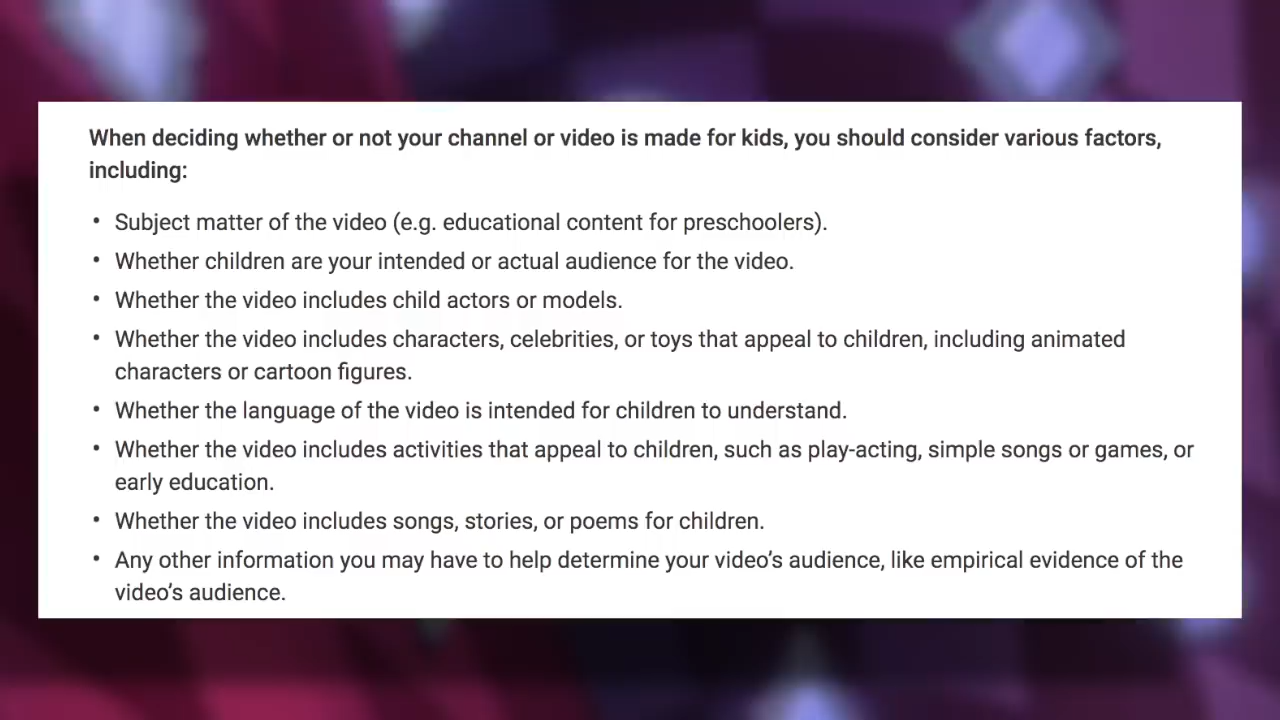 When deciding whether or not your channel or video is made for kids, you should consider various factors,
including:
• Subject matter of the video (e.g. educational content for preschoolers).
• Whether children are your intended or actual audience for the video.
• Whether the video includes child actors or models.
• Whether the video includes characters, celebrities, or toys that appeal to children, including animated
characters or cartoon figures.
• Whether the language of the video is intended for children to understand.
• Whether the video includes activities that appeal to children, such as play-acting, simple songs or games, or
early education.
• Whether the video includes songs, stories, or poems for children.
• Any other information you may have to help determine your video’s audience, like empirical evidence of the
video’s audience.